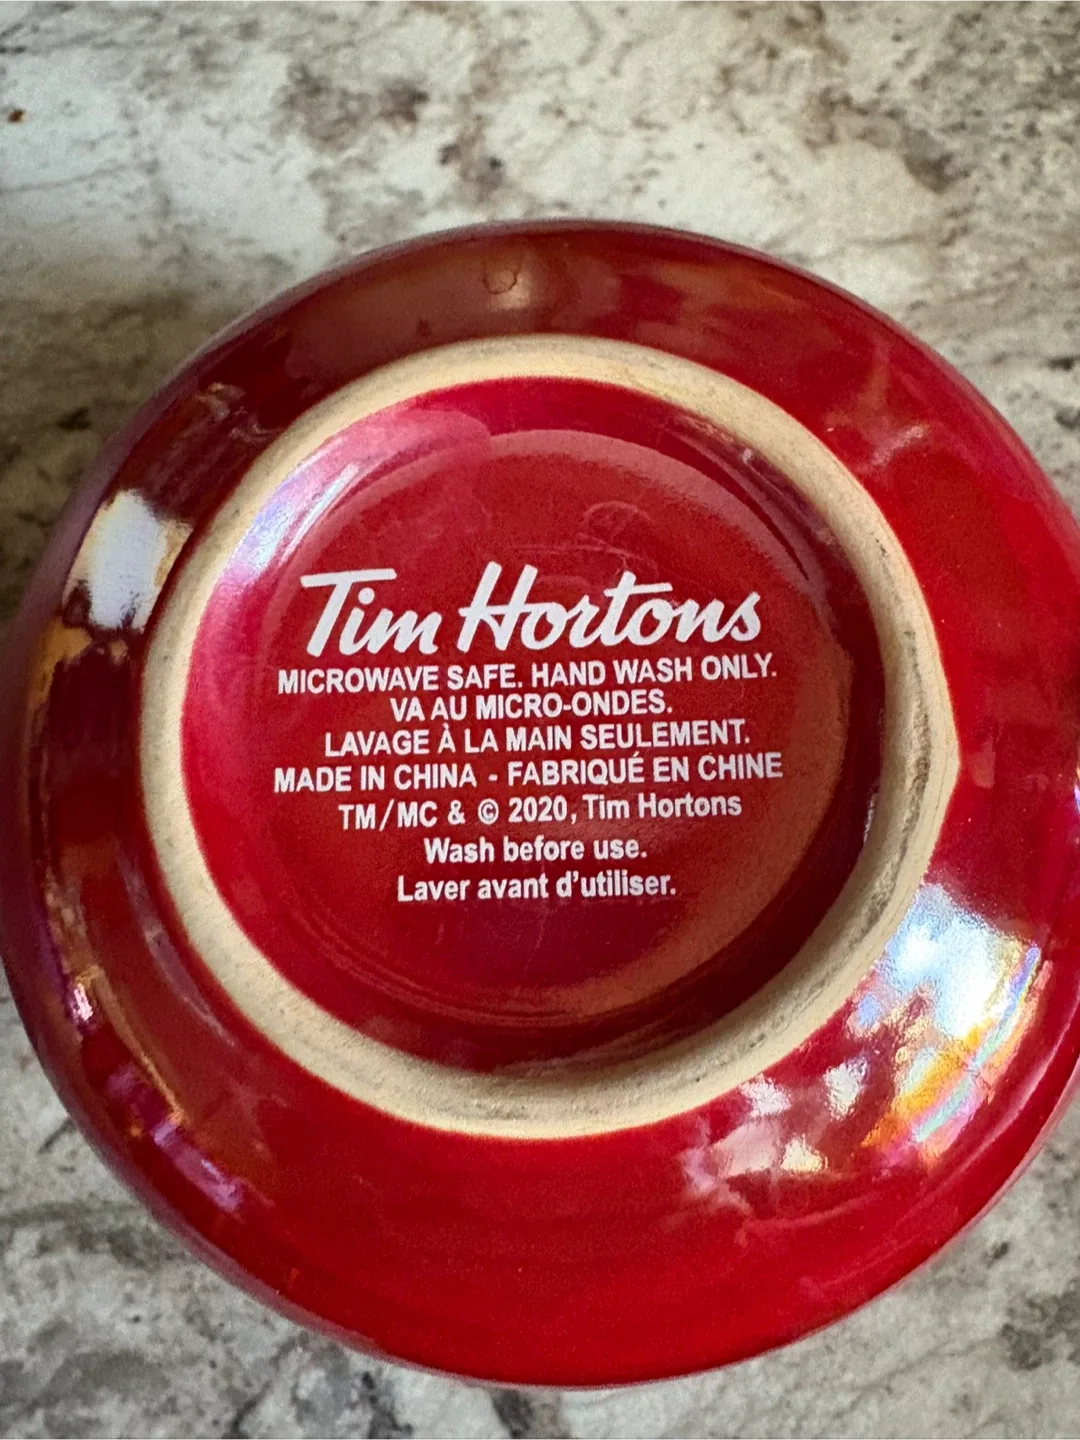 Tim Hortons
MICROWAVE SAFE. HAND WASH ONLY.
VA AU MICRO-ONDES.
LAVAGE À LA MAIN SEULEMENT.
MADE IN CHINA - FABRIQUÉ EN CHINE
TM/MC & © 2020, Tim Hortons
Wash before use.
Laver avant d'utiliser.